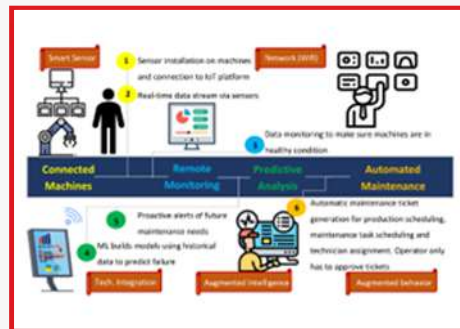 Smart Sensor
1 Sensor installation on machines
and connection to IoT platform
Network (Wifi)
2 Real-time data stream via sensors
3 Data monitoring to make sure machines are in
healthy condition
Connected
Machines
Remote
Monitoring
Predictive
Analysis
Automated
Maintenance
5 Proactive alerts of future
maintenance needs
4 ML builds models using historical
data to predict failure
6 Automatic maintenance ticket
generation for production scheduling,
maintenance task scheduling and
technician assignment. Operator only
has to approve tickets
Tech. Integration
Augmented Intelligence
Augmented behavior